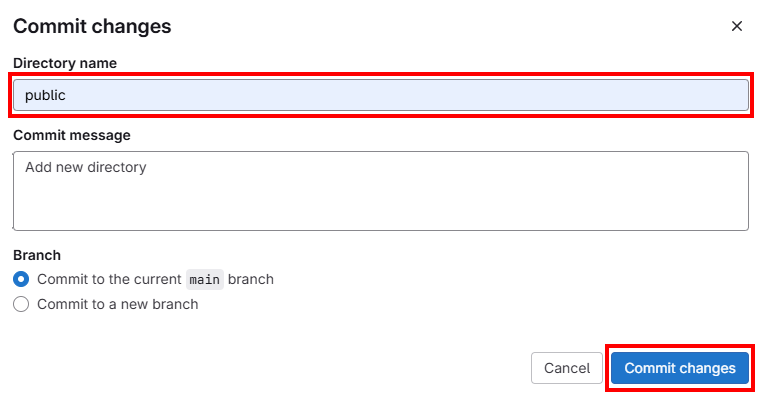 Commit changes
Directory name
public
Commit message
Add new directory
Branch
Commit to the current main branch
Commit to a new branch
Cancel
Commit changes